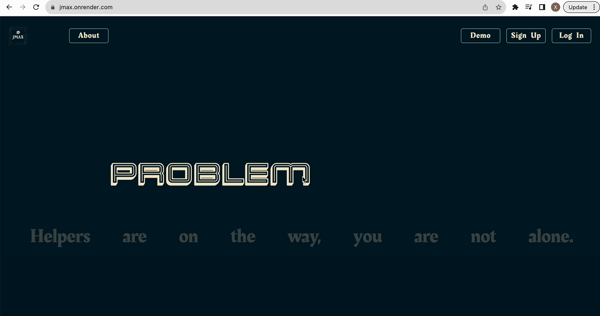 jmax.onrender.com
Update
JMAX
About
Demo
Sign Up
Log In
PROBLEM
Helpers are on the way, you are not alone.